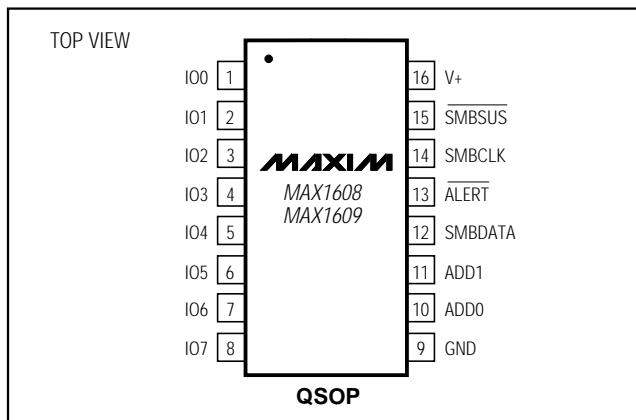 TOP VIEW
IO0 1
IO1 2
IO2 3
IO3 4
IO4 5
IO5 6
IO6 7
IO7 8
MAXIM
MAX1608
MAX1609
16 V+
15 SMBSUS
14 SMBCLK
13 ALERT
12 SMBDATA
11 ADD1
10 ADD0
9 GND
QSOP